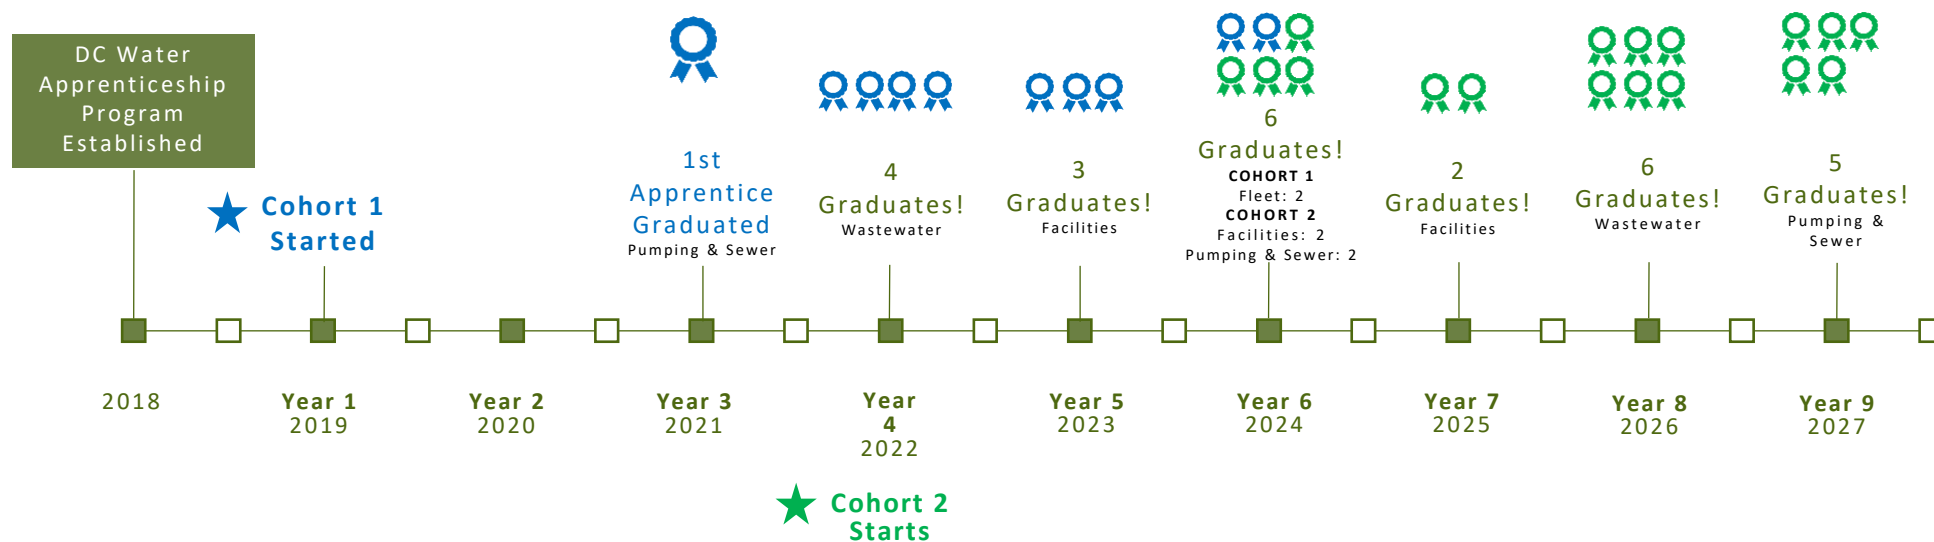 DC Water
Apprenticeship
Program
Established
Cohort 1
Started
1st
Apprentice
Graduated
Pumping & Sewer
4
Graduates!
Wastewater
3
Graduates!
Facilities
6
Graduates!
COHORT 1
Fleet: 2
COHORT 2
Facilities: 2
Pumping & Sewer: 2
2
Graduates!
Facilities
6
Graduates!
Wastewater
5
Graduates!
Pumping &
Sewer
2018
Year 1
2019
Year 2
2020
Year 3
2021
Year
4
2022
Year 5
2023
Year 6
2024
Year 7
2025
Year 8
2026
Year 9
2027
Cohort 2
Starts